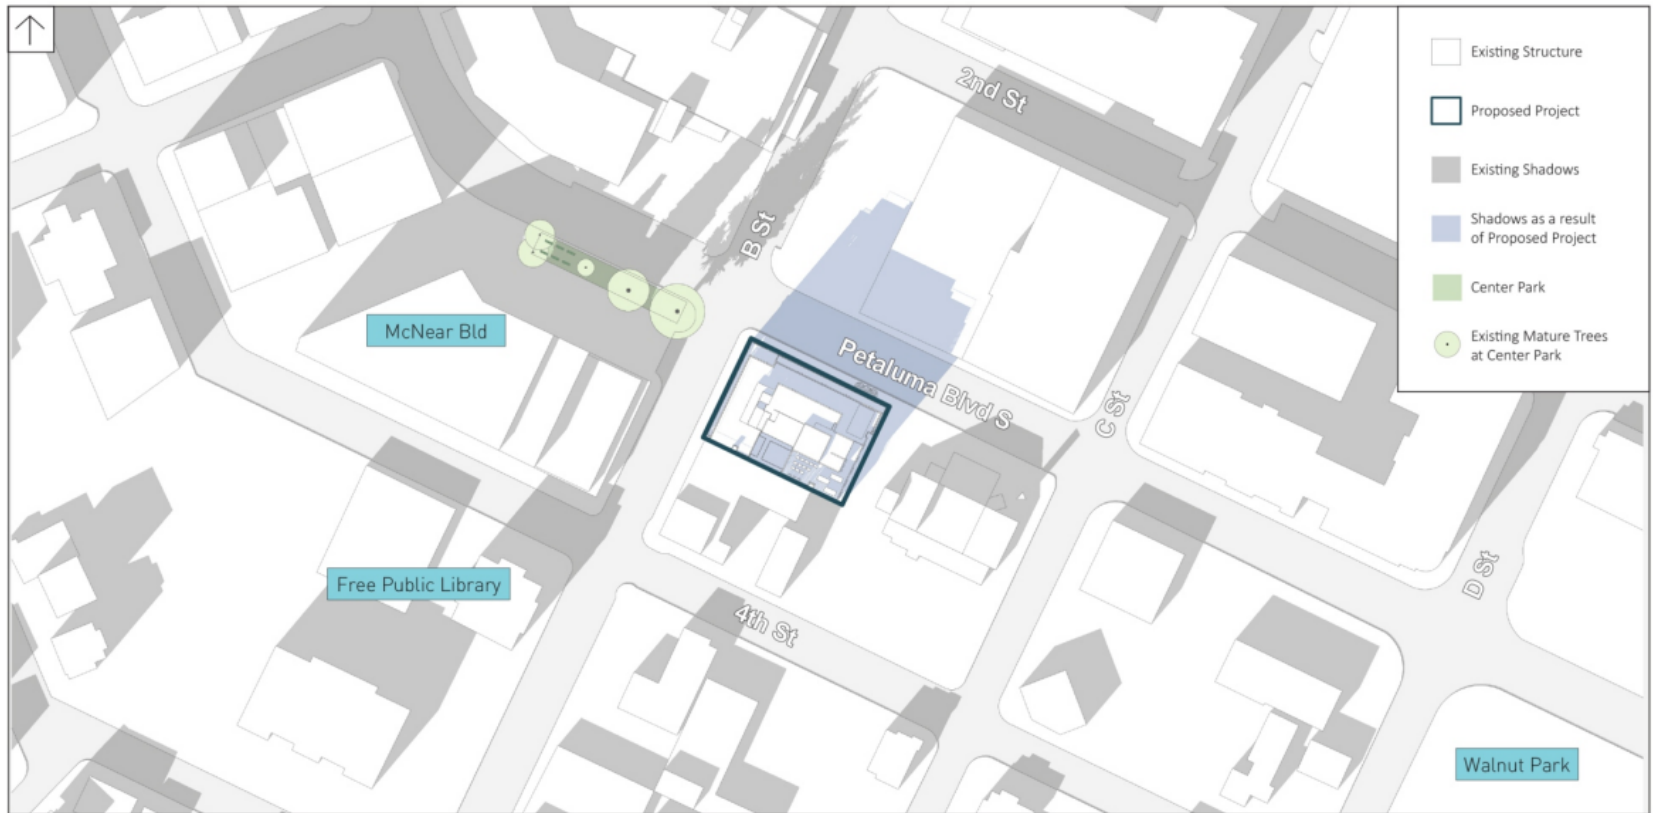 2nd St
B St
Petaluma Blvd S
C St
D St
4th St
McNear Bld
Free Public Library
Walnut Park
Existing Structure
Proposed Project
Existing Shadows
Shadows as a result
of Proposed Project
Center Park
Existing Mature Trees
at Center Park